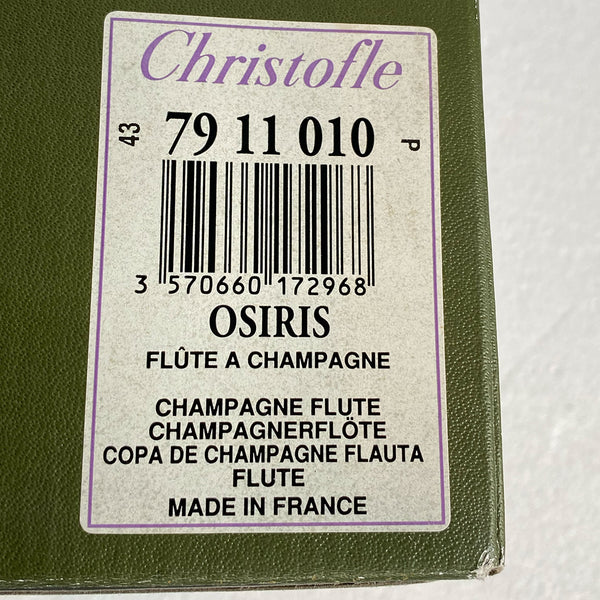 Christofle
43 79 11 010 P
3 570660 172968
OSIRIS
FLÛTE A CHAMPAGNE
CHAMPAGNE FLUTE
CHAMPAGNERFLÖTE
COPA DE CHAMPAGNE FLAUTA
FLUTE
MADE IN FRANCE